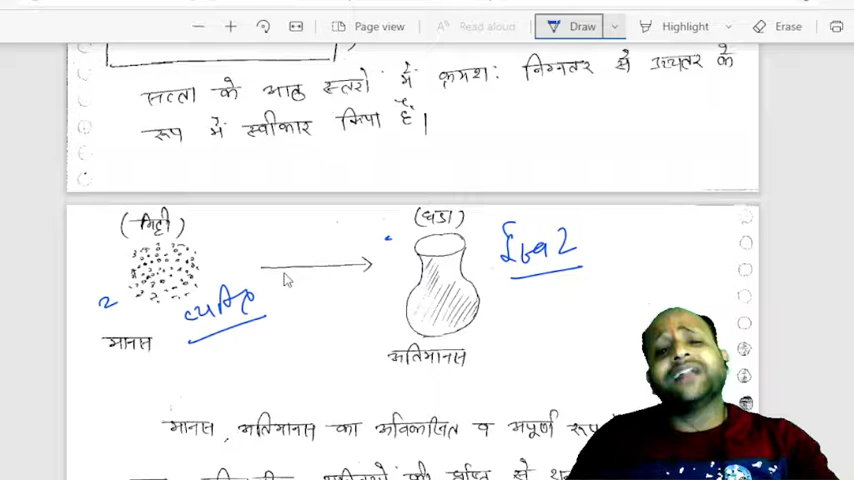 Page view Read aloud Draw Highlight Erase
सत्ता के आठ स्तरों में क्रमश: निम्नतर से उच्चतर के
रूप में स्वीकार किया है।
(मिट्टी) (घडा)
ईश्वर
व्यक्ति
मानस अतिमानस
मानस, अतिमानस का अविकसित व अपूर्ण रूप
की प्राप्ति से